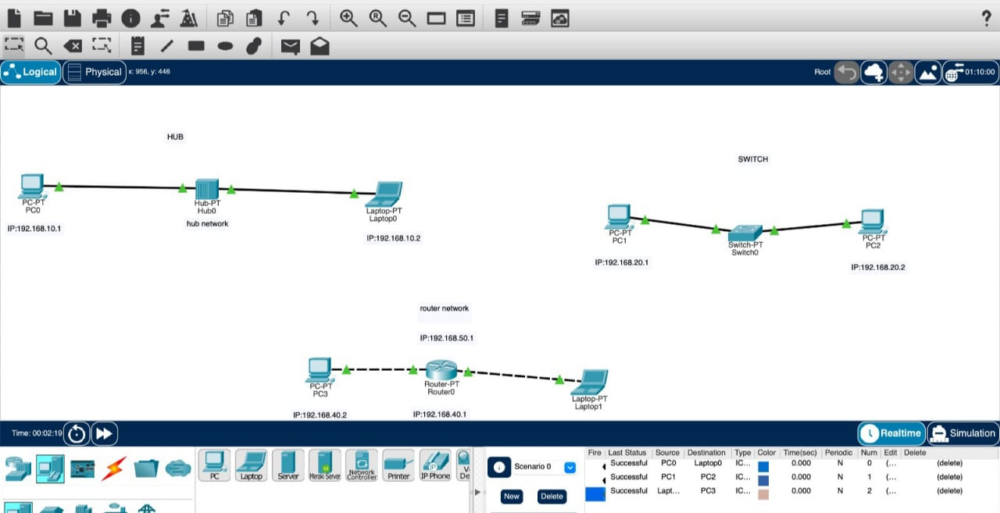 ?
Logical
Physical
x: 956, y: 446
Root
01:10:00
HUB
SWITCH
PC-PT
PC0
IP:192.168.10.1
Hub-PT
Hub0
hub network
Laptop-PT
Laptop0
IP:192.168.10.2
PC-PT
PC1
IP:192.168.20.1
Switch-PT
Switch0
PC-PT
PC2
IP:192.168.20.2
router network
IP:192.168.50.1
PC-PT
PC3
IP:192.168.40.2
Router-PT
Router0
IP:192.168.40.1
Laptop-PT
Laptop1
Time: 00:02:19
Realtime
Simulation
PC
Laptop
Server
Meraki Server
Network Controller
Printer
IP Phone
Scenario 0
New
Delete
Fire Last Status Source Destination Type Color Time(sec) Periodic Num Edit Delete
Successful PC0 Laptop0 IC... 0.000 N 0 (... (delete)
Successful PC1 PC2 IC... 0.000 N 1 (... (delete)
Successful Lapt... PC3 IC... 0.000 N 2 (... (delete)